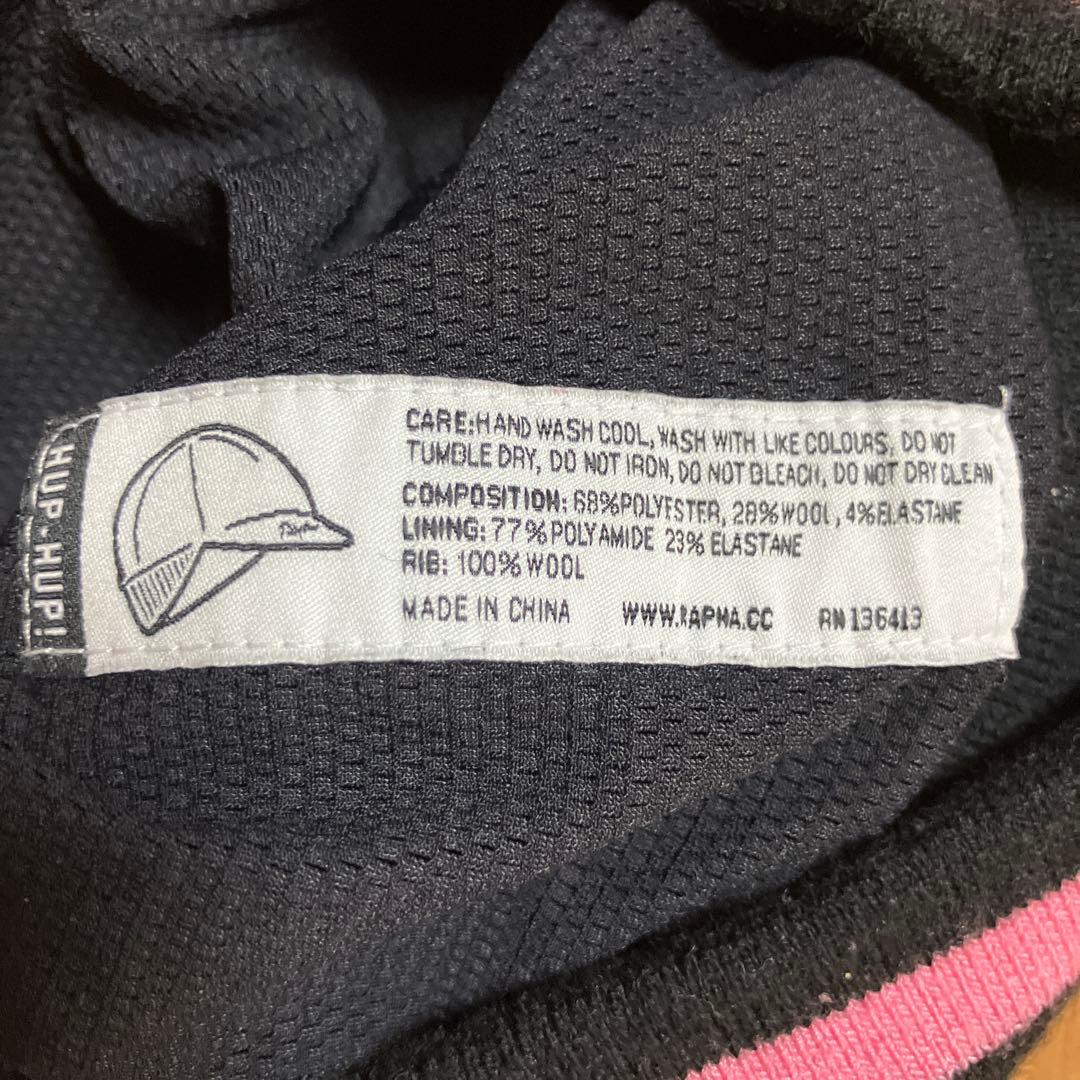 HUP-HUP!
Rapha
CARE:HAND WASH COOL, WASH WITH LIKE COLOURS, DO NOT
TUMBLE DRY, DO NOT IRON, DO NOT BLEACH, DO NOT DRY CLEAN
COMPOSITION: 68%POLYESTER, 28%WOOL, 4%ELASTANE
LINING: 77%POLYAMIDE 23% ELASTANE
RIB: 100% WOOL
MADE IN CHINA WWW.RAPHA.CC RN 136413